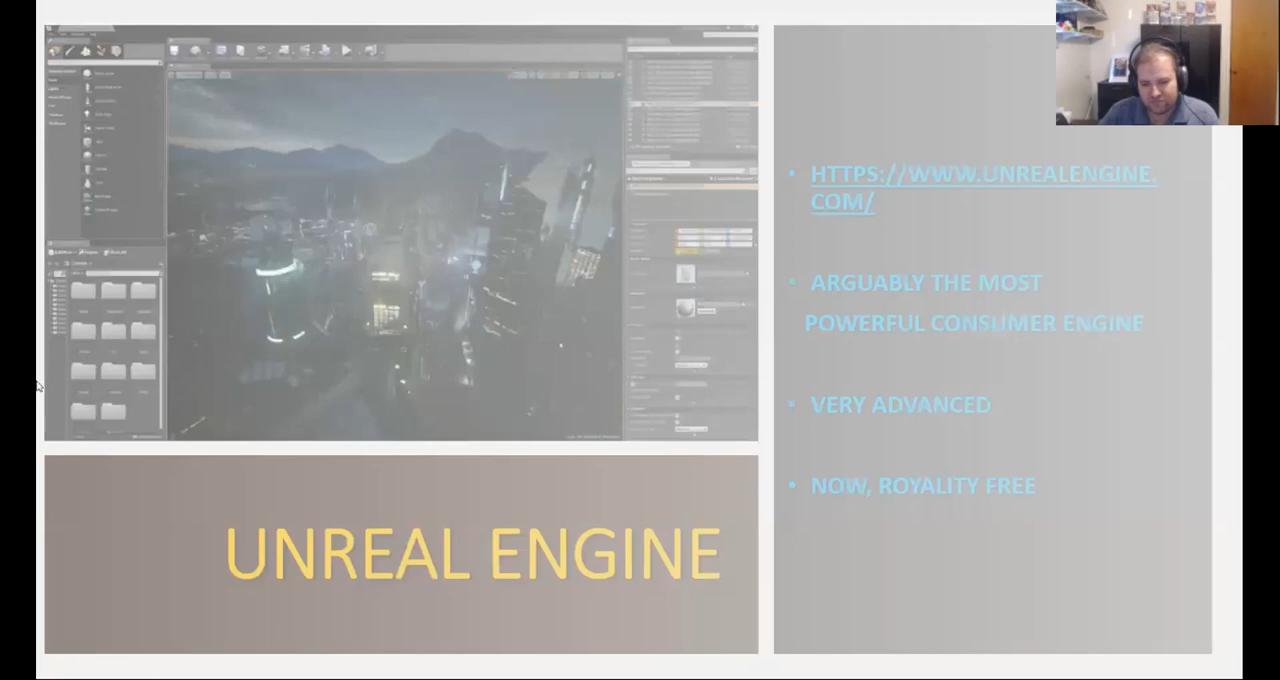 HTTPS://WWW.UNREALENGINE.
COM/
ARGUABLY THE MOST
POWERFUL CONSUMER ENGINE
VERY ADVANCED
NOW, ROYALITY FREE
UNREAL ENGINE